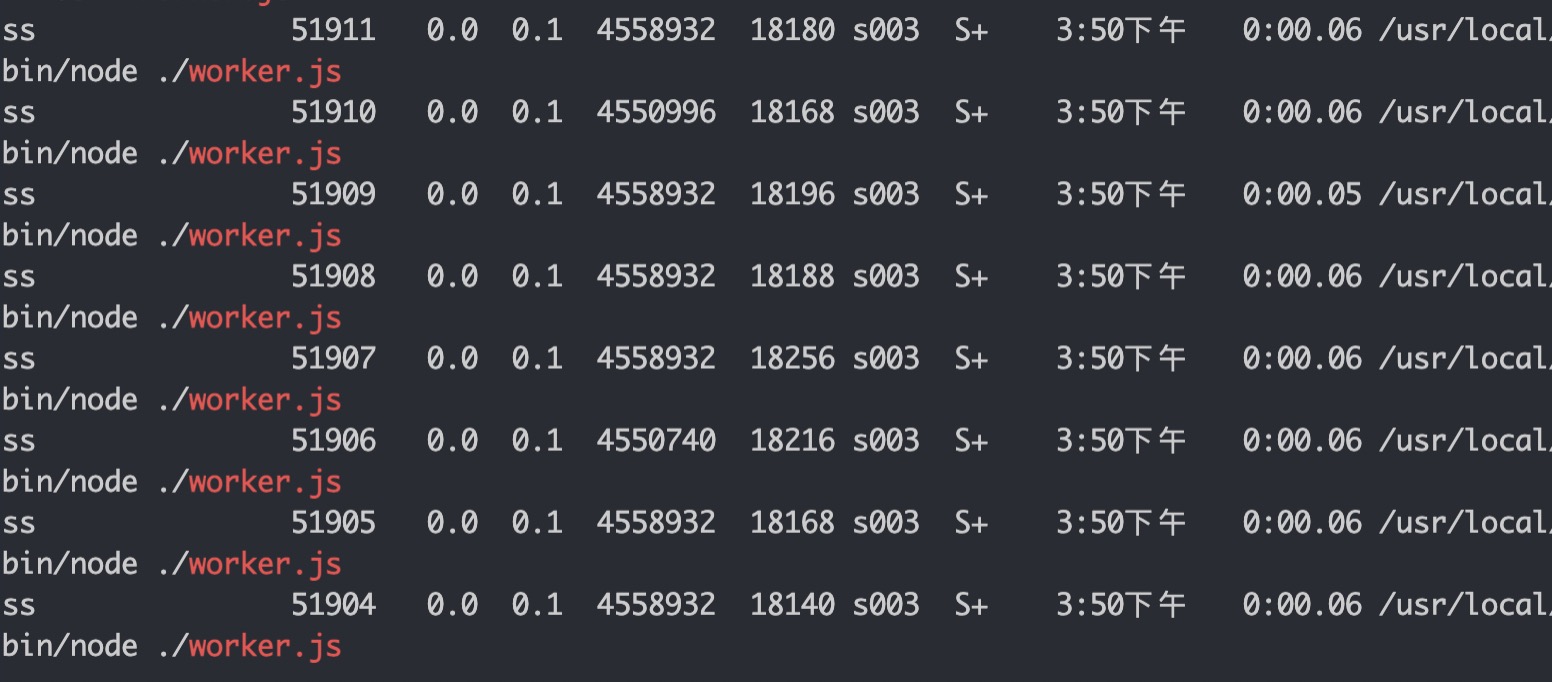 ss 51911 0.0 0.1 4558932 18180 s003 S+ 3:50下午 0:00.06 /usr/local/
bin/node ./worker.js
ss 51910 0.0 0.1 4550996 18168 s003 S+ 3:50下午 0:00.06 /usr/local/
bin/node ./worker.js
ss 51909 0.0 0.1 4558932 18196 s003 S+ 3:50下午 0:00.05 /usr/local/
bin/node ./worker.js
ss 51908 0.0 0.1 4558932 18188 s003 S+ 3:50下午 0:00.06 /usr/local/
bin/node ./worker.js
ss 51907 0.0 0.1 4558932 18256 s003 S+ 3:50下午 0:00.06 /usr/local/
bin/node ./worker.js
ss 51906 0.0 0.1 4550740 18216 s003 S+ 3:50下午 0:00.06 /usr/local/
bin/node ./worker.js
ss 51905 0.0 0.1 4558932 18168 s003 S+ 3:50下午 0:00.06 /usr/local/
bin/node ./worker.js
ss 51904 0.0 0.1 4558932 18140 s003 S+ 3:50下午 0:00.06 /usr/local/
bin/node ./worker.js